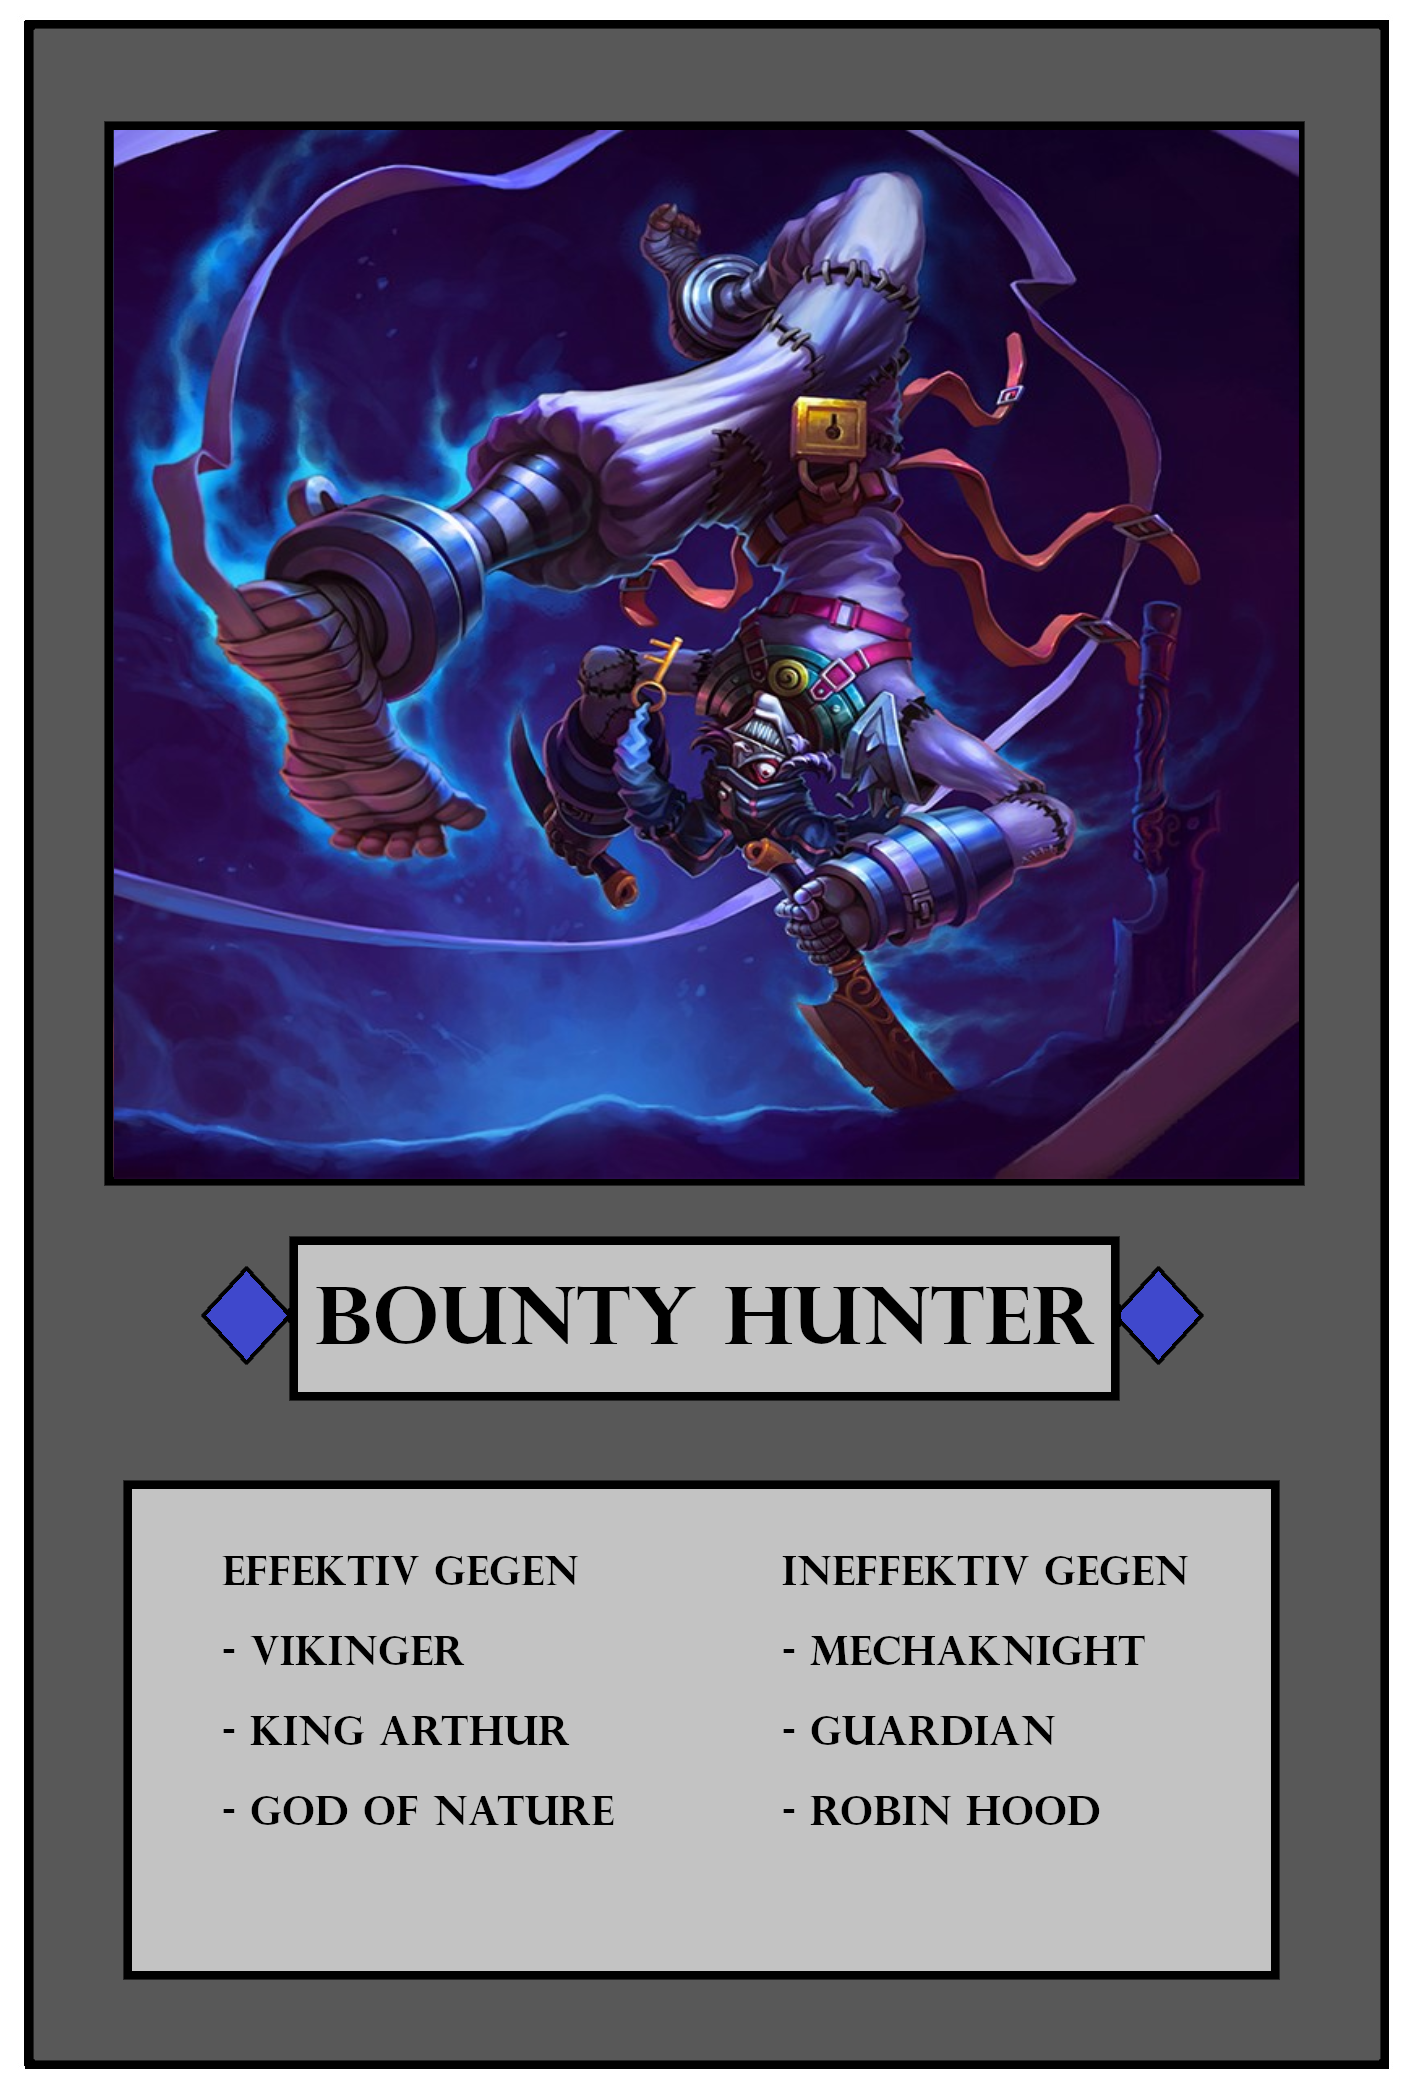 BOUNTY HUNTER
EFFEKTIV GEGEN
- VIKINGER
- KING ARTHUR
- GOD OF NATURE
INEFFEKTIV GEGEN
- MECHAKNIGHT
- GUARDIAN
- ROBIN HOOD